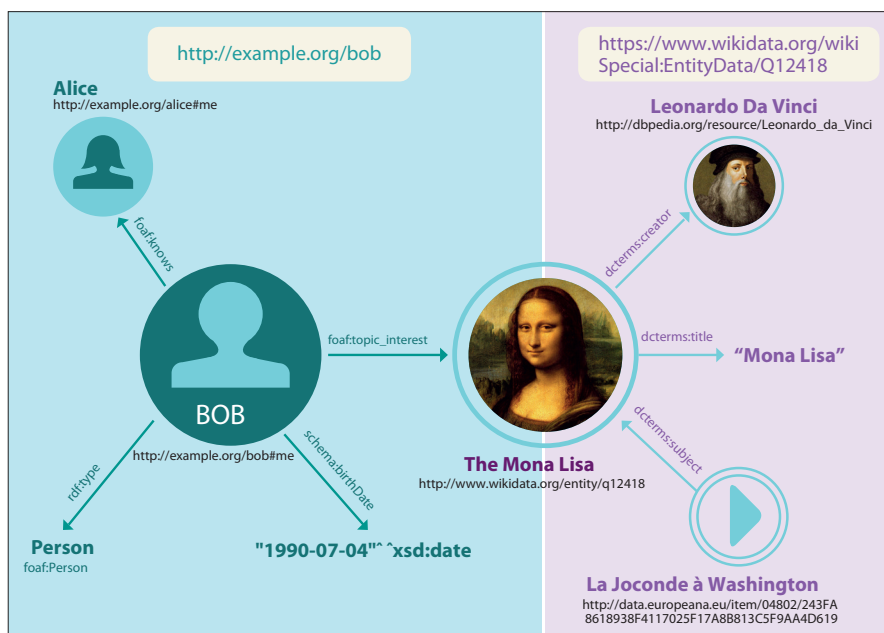 http://example.org/bob
https://www.wikidata.org/wiki
Special:EntityData/Q12418
Alice
http://example.org/alice#me
Leonardo Da Vinci
http://dbpedia.org/resource/Leonardo_da_Vinci
foaf:knows
dcterms:creator
foaf:topic_interest
dcterms:title
“Mona Lisa”
BOB
http://example.org/bob#me
The Mona Lisa
http://www.wikidata.org/entity/q12418
dcterms:subject
rdf:type
schema:birthDate
Person
foaf:Person
"1990-07-04"^^xsd:date
La Joconde à Washington
http://data.europeana.eu/item/04802/243FA
8618938F4117025F17A8B813C5F9AA4D619